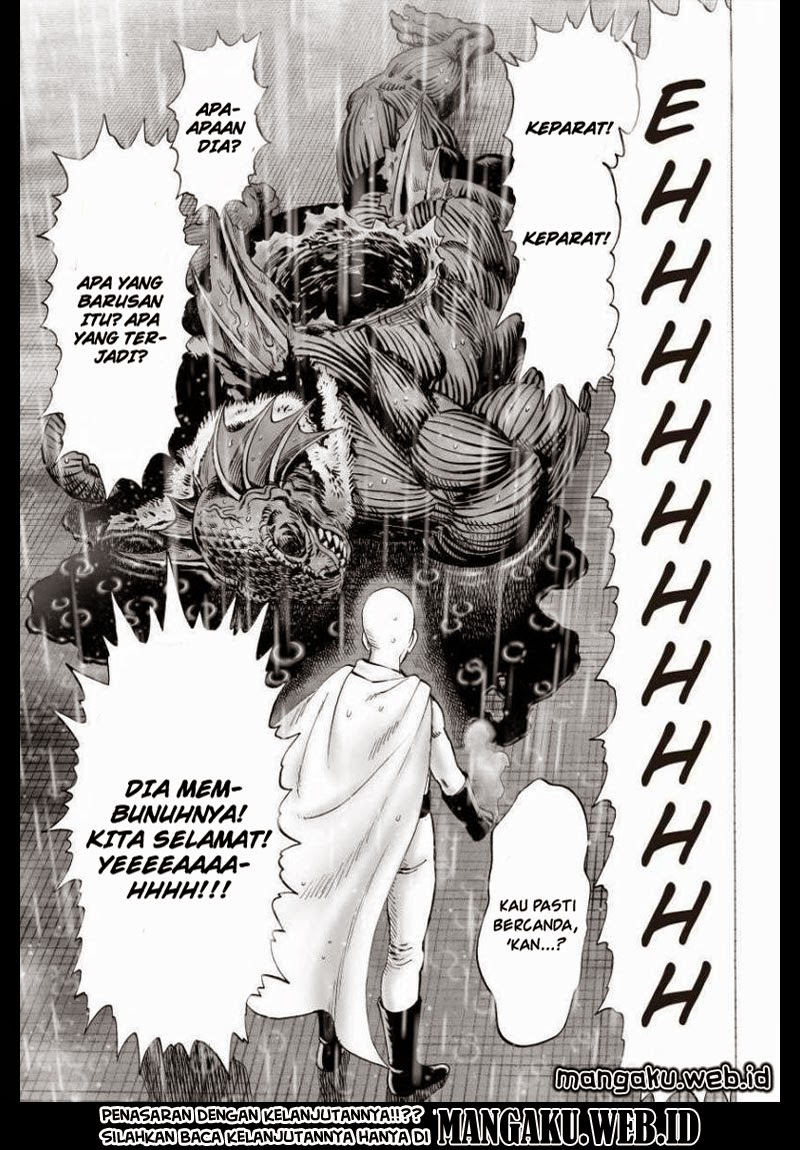 EHHHHHHHHHHH
KEPARAT!
KEPARAT!
APA-
APAAN
DIA?
APA YANG
BARUSAN
ITU? APA
YANG TER-
JADI?
DIA MEM-
BUNUHNYA!
KITA SELAMAT!
YEEEEAAAA-
HHHH!!!
KAU PASTI
BERCANDA,
'KAN...?
mangaku.web.id
PENASARAN DENGAN KELANJUTANNYA!!??
SILAHKAN BACA KELANJUTANNYA HANYA DI MANGAKU.WEB.ID